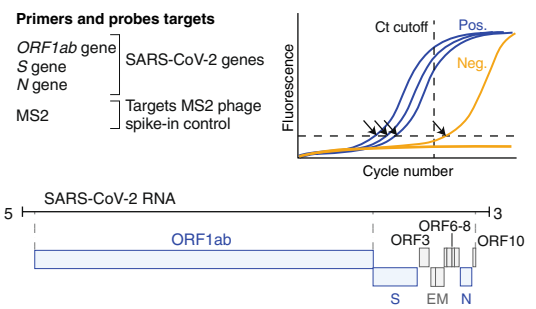 Primers and probes targets
ORF1ab gene
S gene
N gene
SARS-CoV-2 genes
MS2
Targets MS2 phage
spike-in control
Ct cutoff
Pos.
Neg.
Fluorescence
Cycle number
SARS-CoV-2 RNA
5
3
ORF1ab
ORF6-8
ORF3
ORF10
S
EM
N